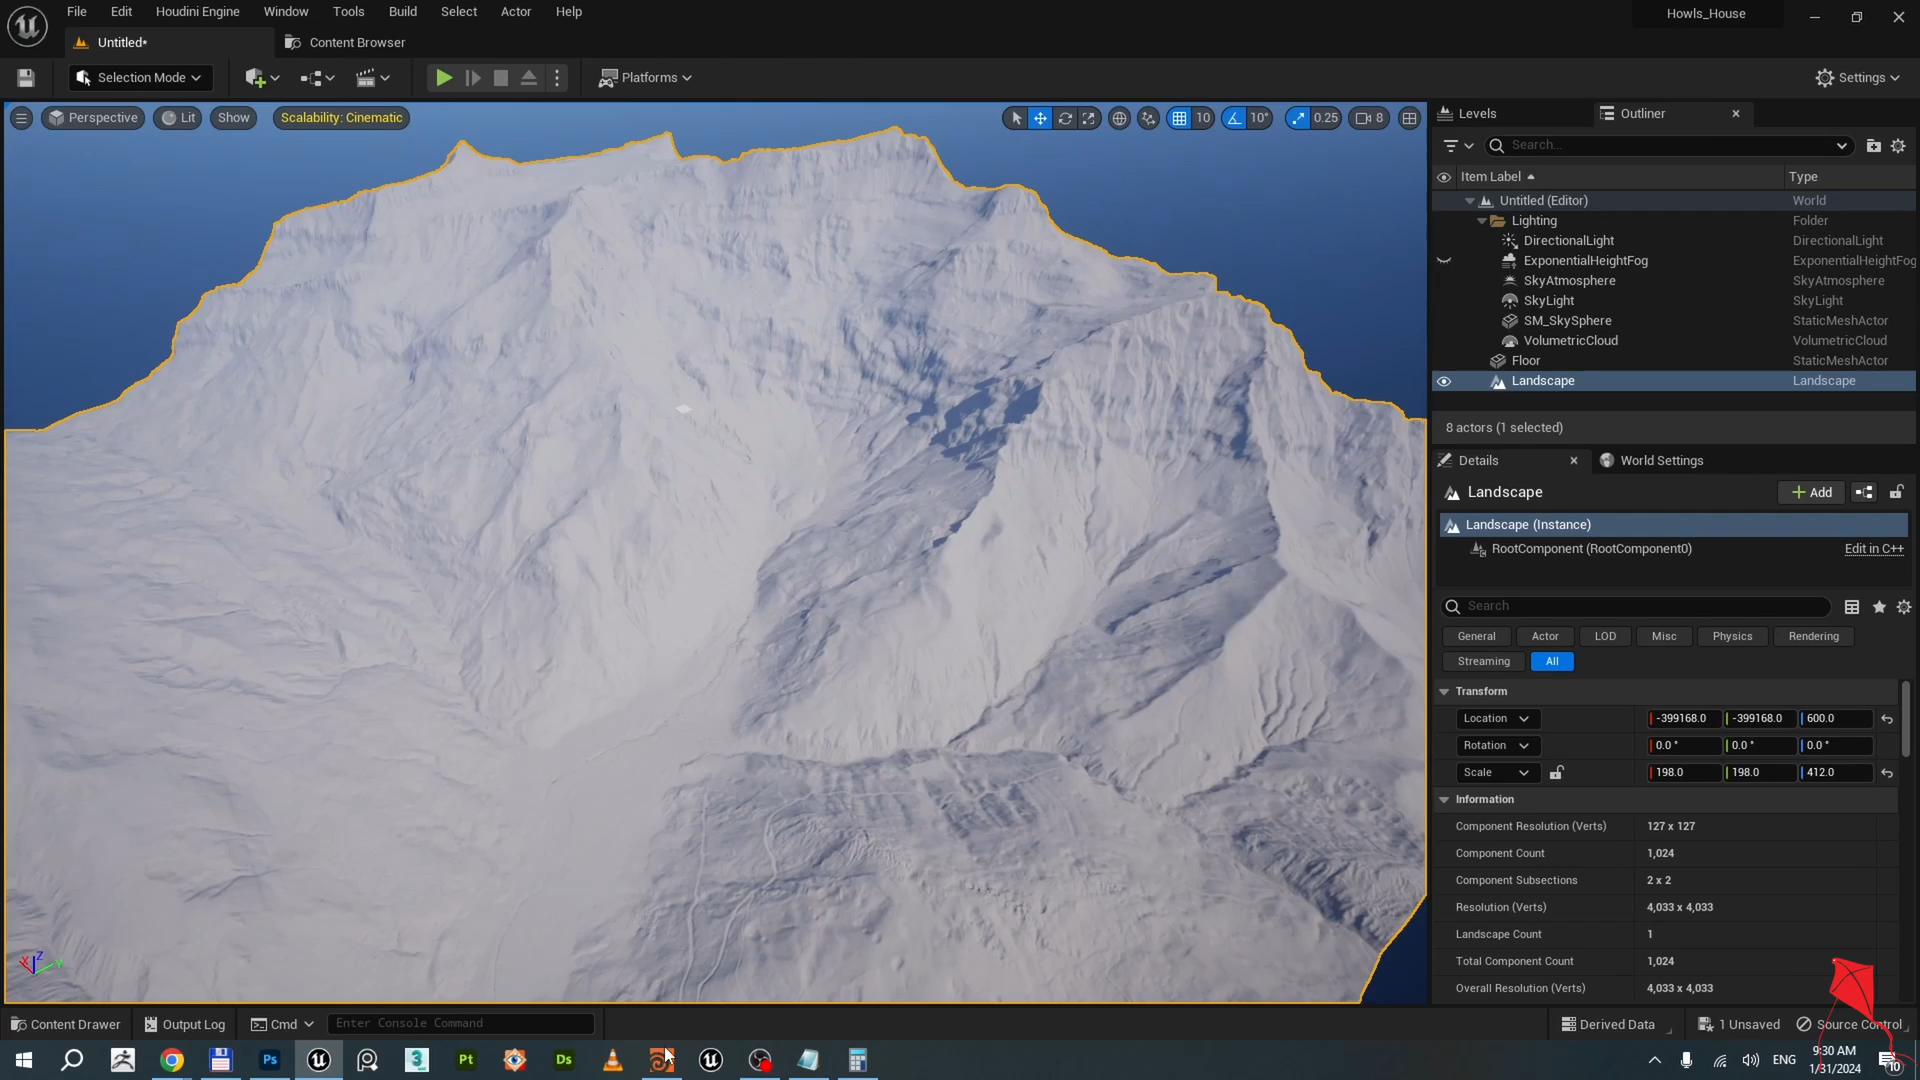 File Edit Houdini Engine Window Tools Build Select Actor Help
Howls_House
Untitled*
Content Browser
Selection Mode
Platforms
Settings
Perspective Lit Show Scalability: Cinematic
10 10° 0.25 8
Levels Outliner
Search...
Item Label Type
Untitled (Editor) World
Lighting Folder
DirectionalLight DirectionalLight
ExponentialHeightFog ExponentialHeightFog
SkyAtmosphere SkyAtmosphere
SkyLight SkyLight
SM_SkySphere StaticMeshActor
VolumetricCloud VolumetricCloud
Floor StaticMeshActor
Landscape Landscape
8 actors (1 selected)
Details World Settings
Landscape
Add
Landscape (Instance)
RootComponent (RootComponent0) Edit in C++
Search
General Actor LOD Misc Physics Rendering
Streaming All
Transform
Location -399168.0 -399168.0 600.0
Rotation 0.0 ° 0.0 ° 0.0 °
Scale 198.0 198.0 412.0
Information
Component Resolution (Verts) 127 x 127
Component Count 1,024
Component Subsections 2 x 2
Resolution (Verts) 4,033 x 4,033
Landscape Count 1
Total Component Count 1,024
Overall Resolution (Verts) 4,033 x 4,033
X Z Y
Content Drawer Output Log Cmd Enter Console Command
Derived Data 1 Unsaved Source Control
Ps Pt Ds
3
ENG
9:30 AM
1/31/2024
10